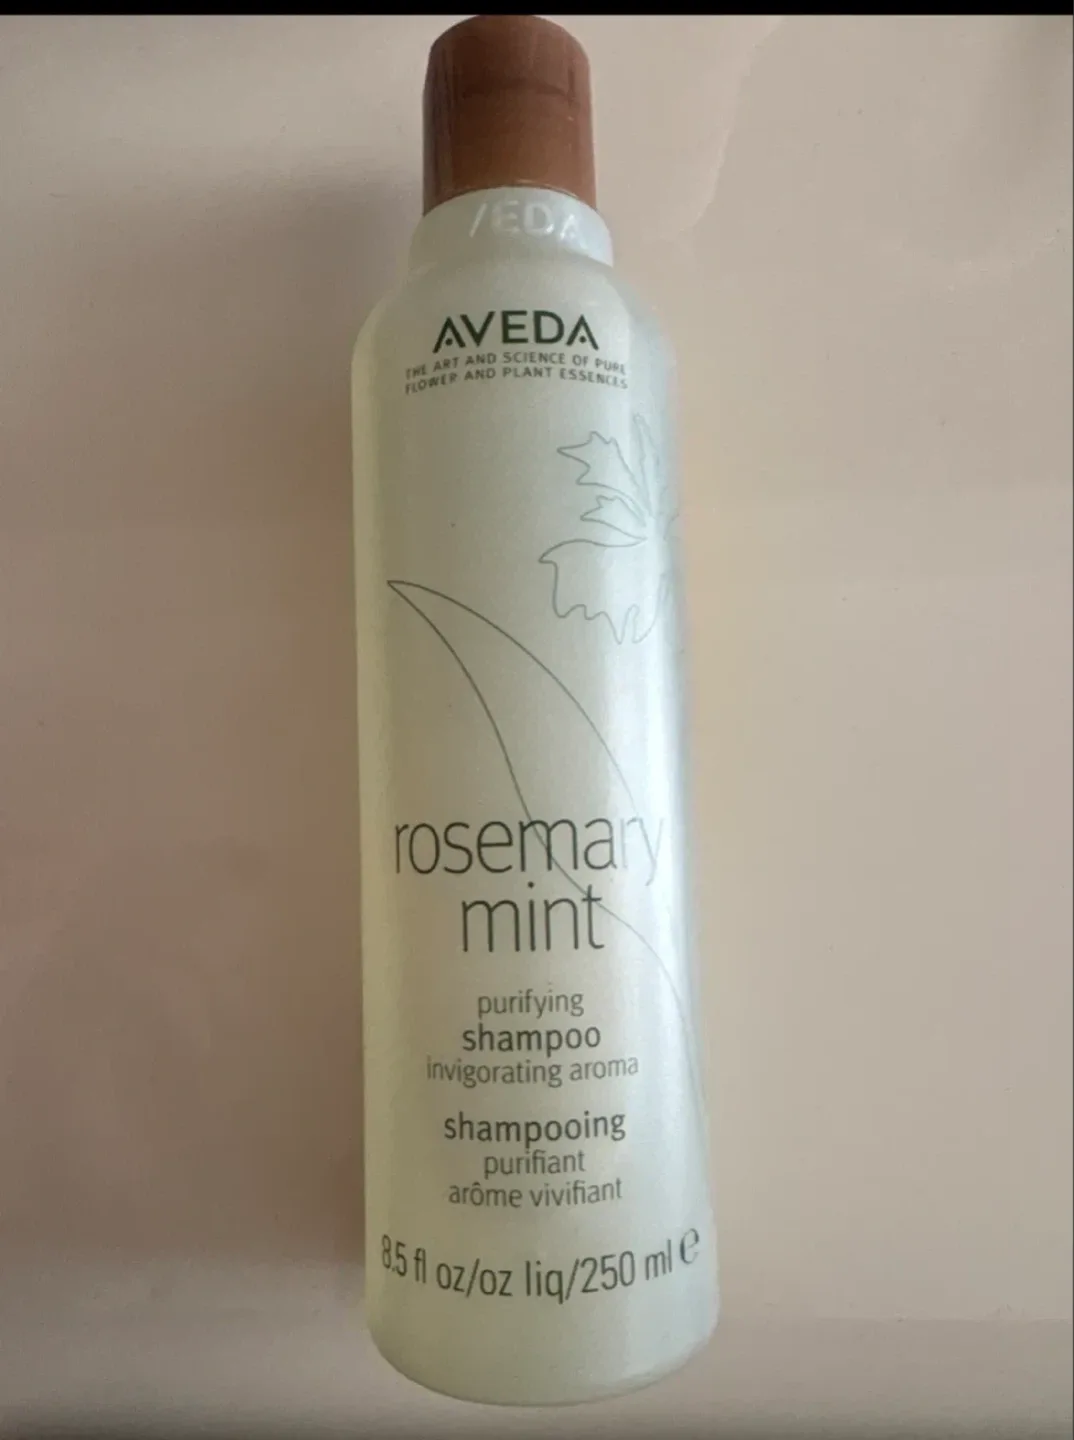 /EDA
AVEDA
THE ART AND SCIENCE OF PURE
FLOWER AND PLANT ESSENCES
rosemary
mint
purifying
shampoo
invigorating aroma
shampooing
purifiant
arôme vivifiant
8.5 fl oz/oz liq/250 ml e